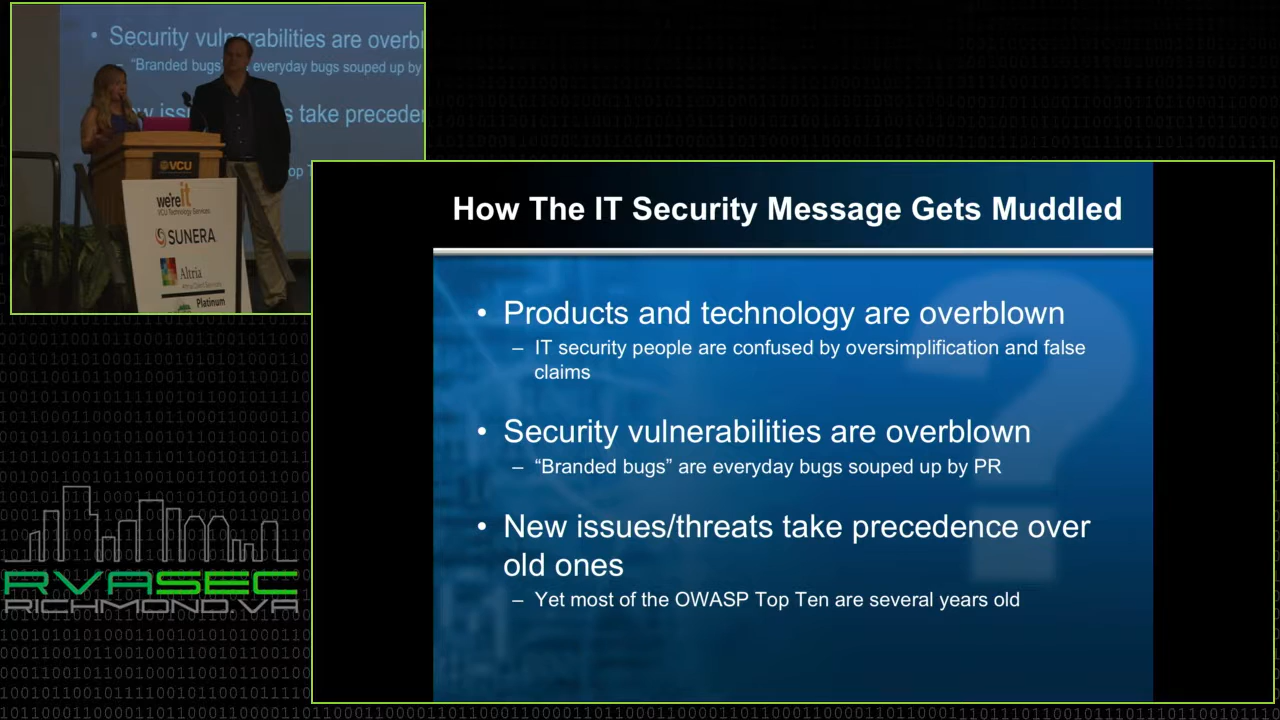 • Security vulnerabilities are overbl
– “Branded bugs” everyday bugs souped up by
s take preceder
VCU
we're it
VCU Technology Services
SUNERA
Altria
Platinum
How The IT Security Message Gets Muddled
• Products and technology are overblown
– IT security people are confused by oversimplification and false
claims
• Security vulnerabilities are overblown
– “Branded bugs” are everyday bugs souped up by PR
• New issues/threats take precedence over
old ones
– Yet most of the OWASP Top Ten are several years old
RVASEC
RICHMOND.VA